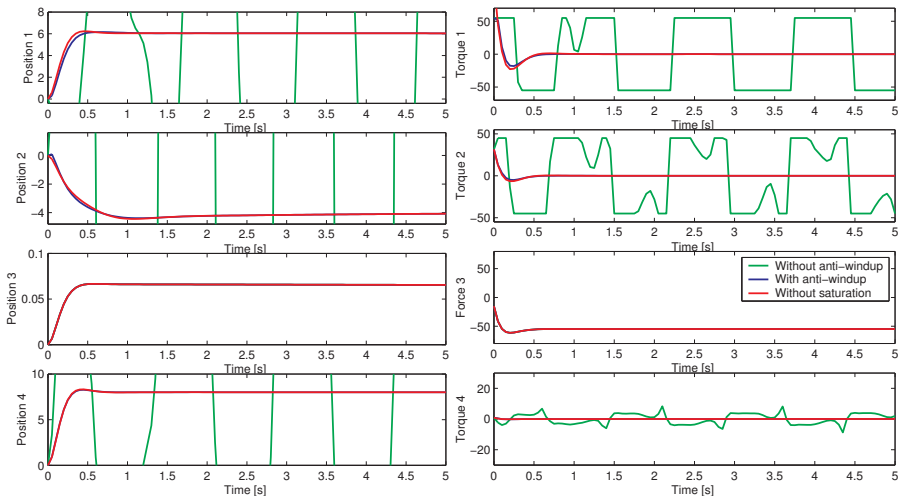 8
6
4
2
0
Position 1
0 0.5 1 1.5 2 2.5 3 3.5 4 4.5 5
Time [s]
0
−2
−4
Position 2
0 0.5 1 1.5 2 2.5 3 3.5 4 4.5 5
Time [s]
0.1
0.05
0
Position 3
0 0.5 1 1.5 2 2.5 3 3.5 4 4.5 5
Time [s]
10
5
0
Position 4
0 0.5 1 1.5 2 2.5 3 3.5 4 4.5 5
Time [s]
50
0
−50
Torque 1
0 0.5 1 1.5 2 2.5 3 3.5 4 4.5 5
Time [s]
50
0
−50
Torque 2
0 0.5 1 1.5 2 2.5 3 3.5 4 4.5 5
Time [s]
50
0
−50
Force 3
Without anti−windup
With anti−windup
Without saturation
0 0.5 1 1.5 2 2.5 3 3.5 4 4.5 5
Time [s]
20
0
−20
Torque 4
0 0.5 1 1.5 2 2.5 3 3.5 4 4.5 5
Time [s]